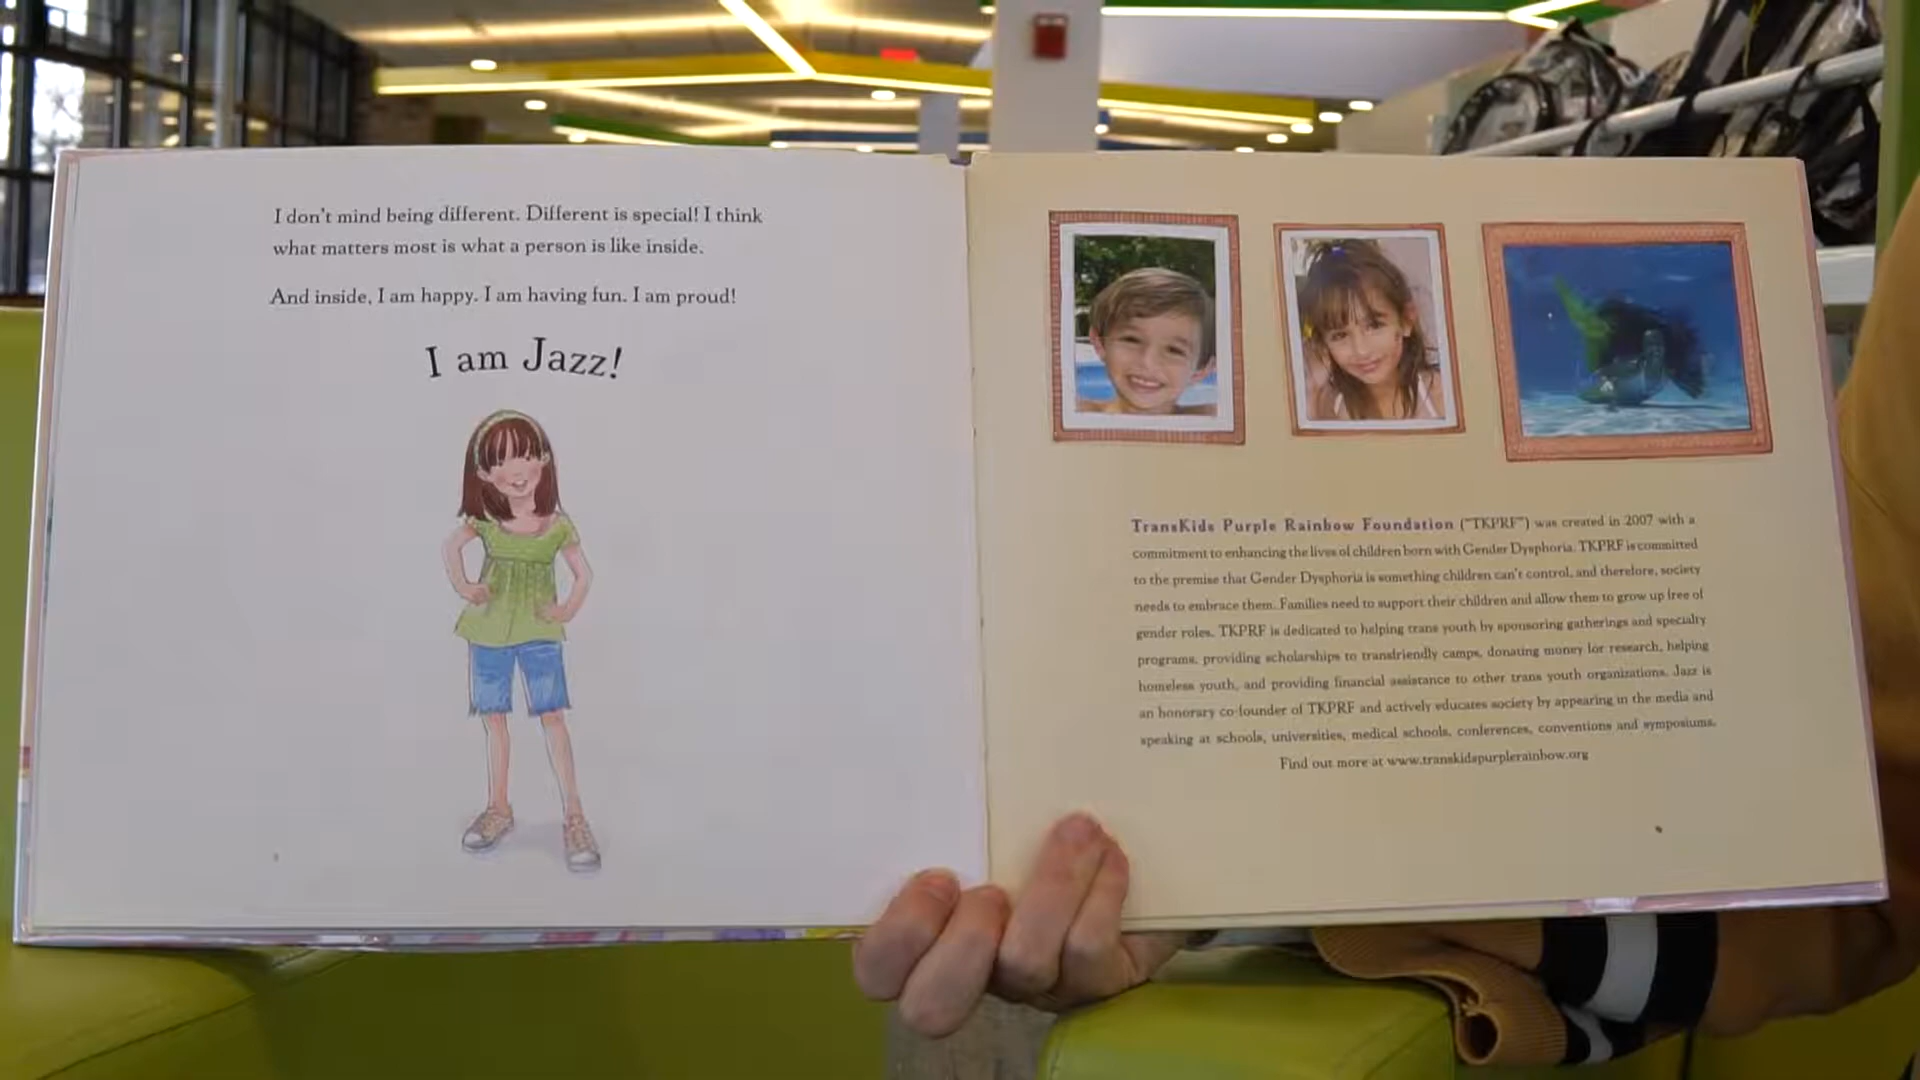 I don't mind being different. Different is special! I think
what matters most is what a person is like inside.
And inside, I am happy. I am having fun. I am proud!
I am Jazz!
TransKids Purple Rainbow Foundation ("TKPRF") was created in 2007 with a
commitment to enhancing the lives of children born with Gender Dysphoria. TKPRF is committed
to the premise that Gender Dysphoria is something children can't control, and therefore, society
needs to embrace them. Families need to support their children and allow them to grow up free of
gender roles. TKPRF is dedicated to helping trans youth by sponsoring gatherings and specialty
programs, providing scholarships to transfriendly camps, donating money for research, helping
homeless youth, and providing financial assistance to other trans youth organizations. Jazz is
an honorary co-founder of TKPRF and actively educates society by appearing in the media and
speaking at schools, universities, medical schools, conferences, conventions and symposiums.
Find out more at www.transkidspurplerainbow.org